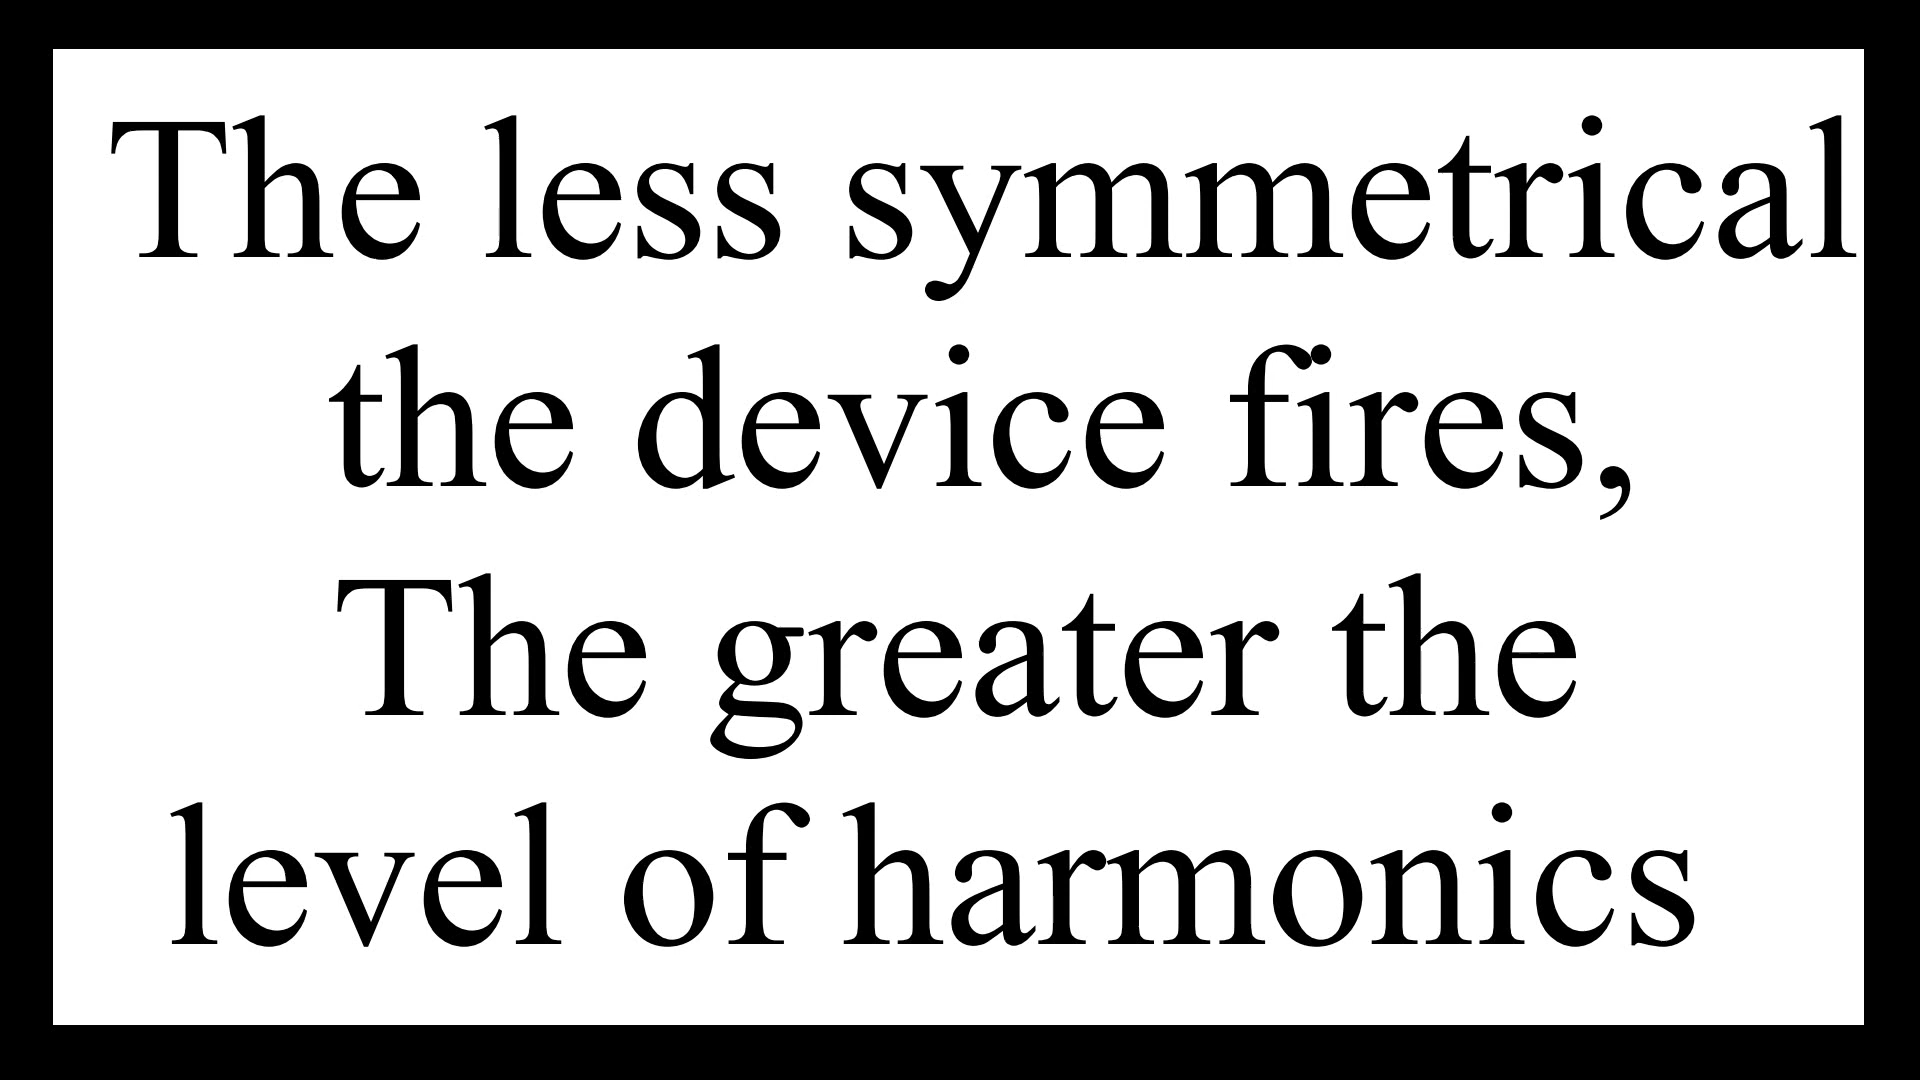 The less symmetrical
the device fires,
The greater the
level of harmonics